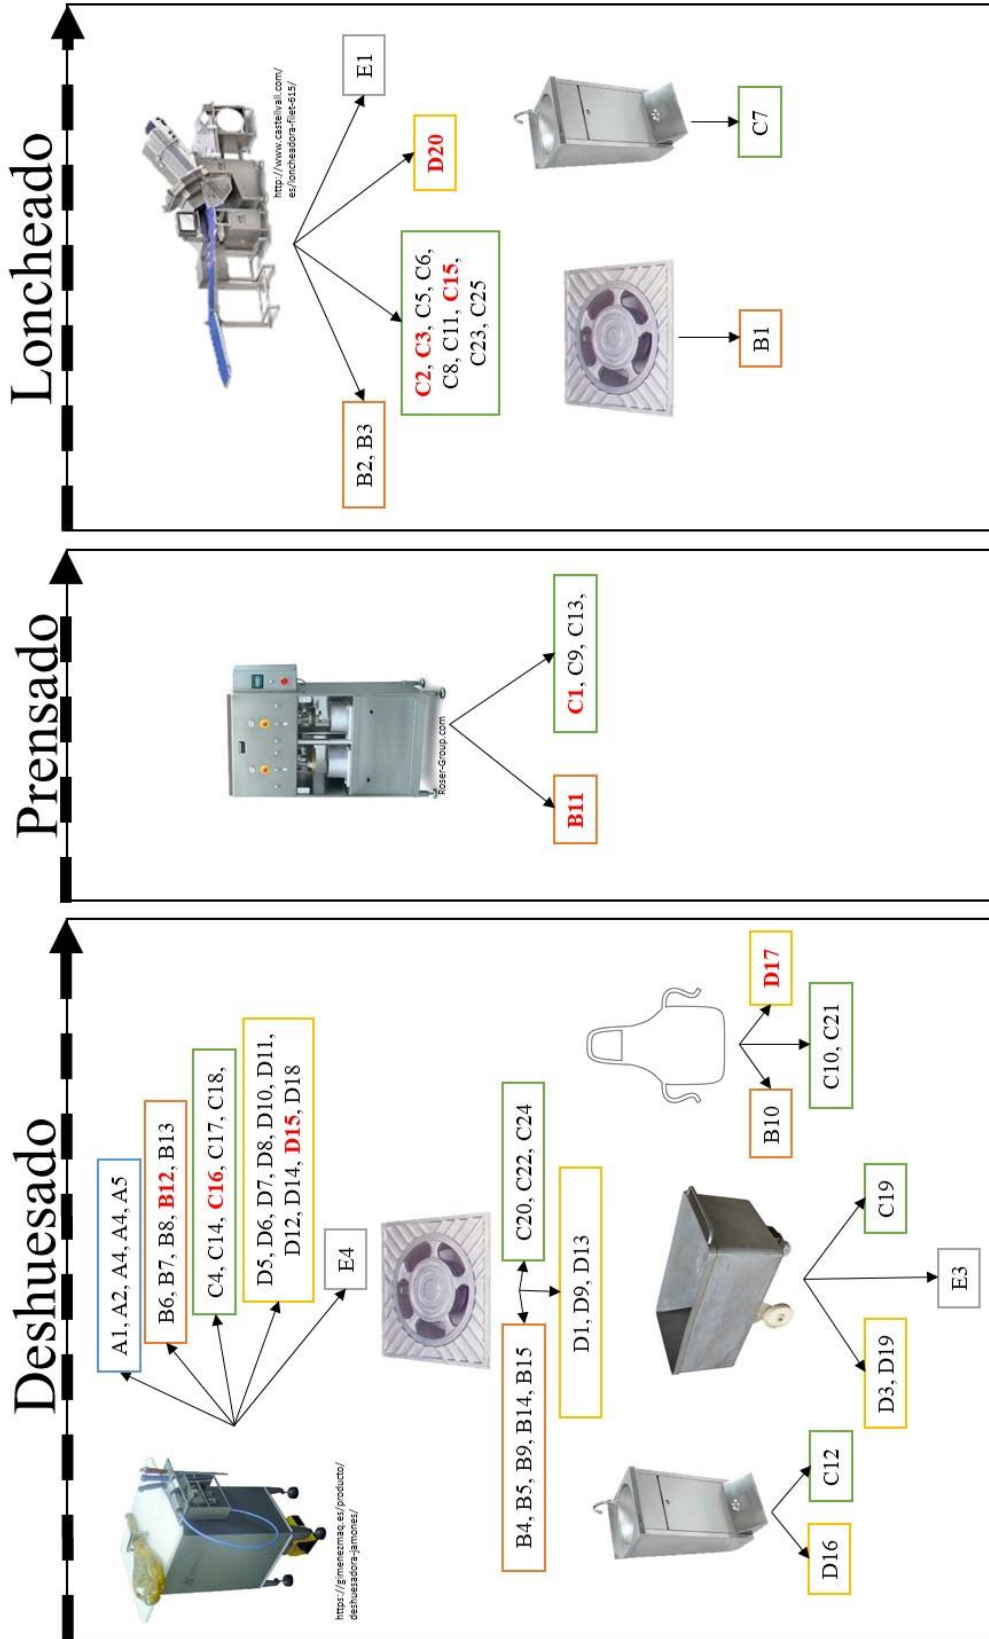 Deshuesado
https://gimenezmaq.es/producto/
deshuesadora-jamones/
A1, A2, A4, A4, A5
B6, B7, B8, B12, B13
C4, C14, C16, C17, C18,
D5, D6, D7, D8, D10, D11,
D12, D14, D15, D18
E4
B4, B5, B9, B14, B15
C20, C22, C24
D1, D9, D13
D16
C12
D3, D19
E3
C19
B10
C10, C21
D17
Prensado
Roser-Group.com
B11
C1, C9, C13,
Loncheado
http://www.castellvall.com/
es/loncheadora-filet-615/
B2, B3
C2, C3, C5, C6,
C8, C11, C15,
C23, C25
D20
E1
B1
C7